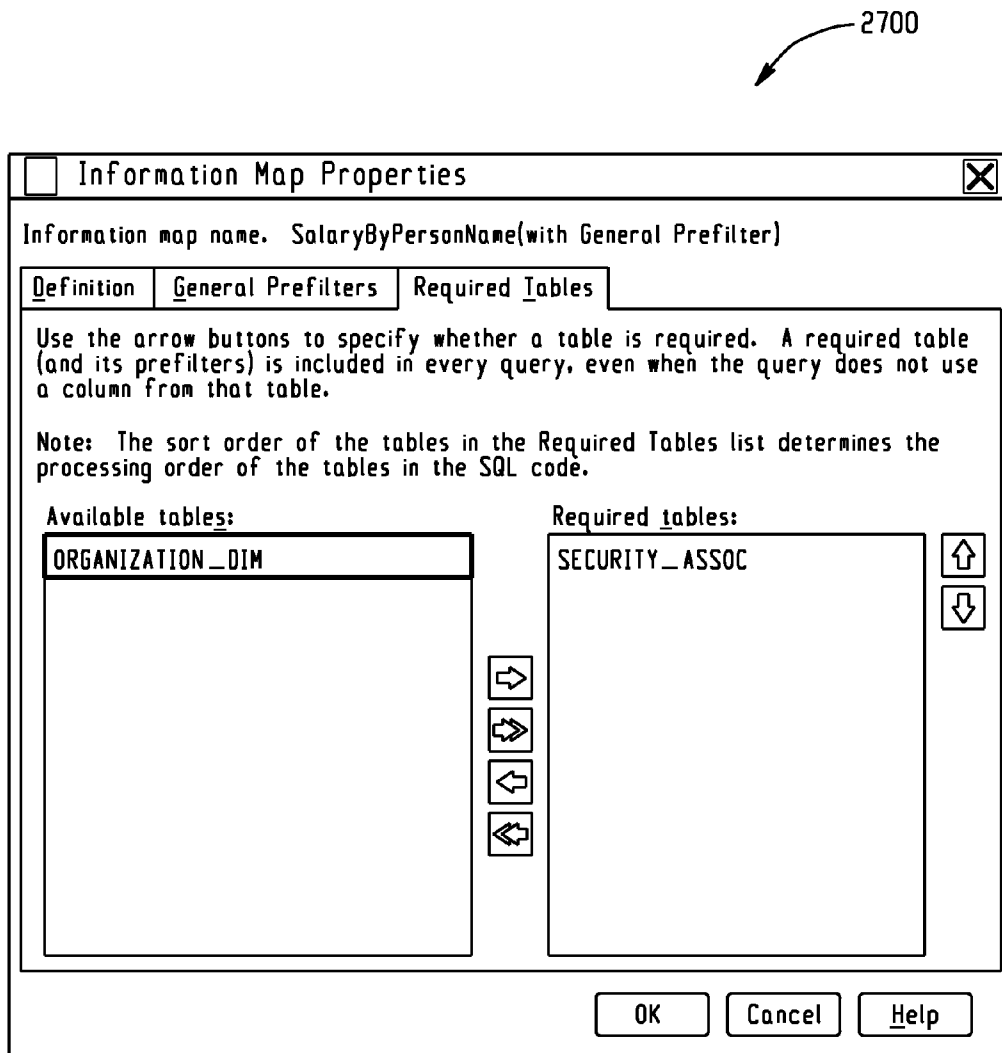 2700
Information Map Properties
Information map name. SalaryByPersonName(with General Prefilter)
Definition General Prefilters Required Tables
Use the arrow buttons to specify whether a table is required. A required table
(and its prefilters) is included in every query, even when the query does not use
a column from that table.
Note: The sort order of the tables in the Required Tables list determines the
processing order of the tables in the SQL code.
Available tables: Required tables:
ORGANIZATION_DIM SECURITY_ASSOC
OK Cancel Help